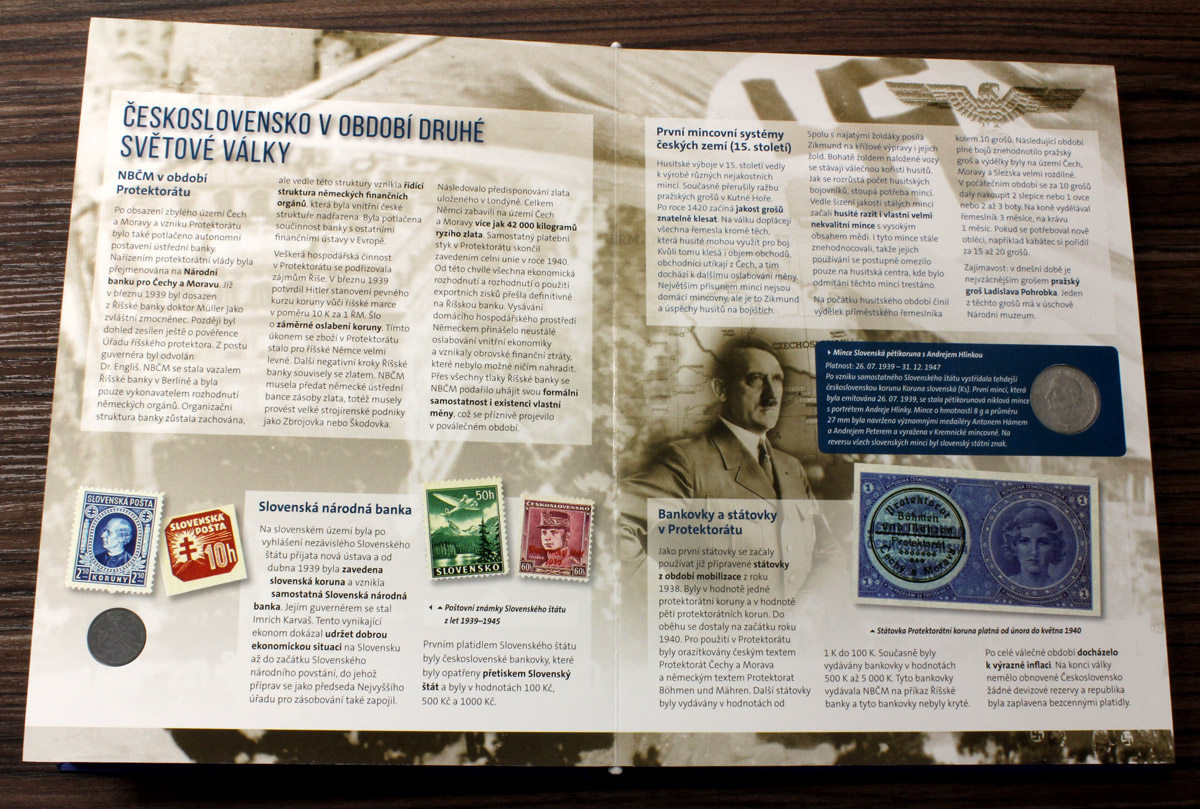 ČESKOSLOVENSKO V OBDOBÍ DRUHÉ
SVĚTOVÉ VÁLKY
NBČM v období
Protektorátu
Po obsazení zbylého území Čech
a Moravy a vzniku Protektorátu
bylo také potlačeno autonomní
postavení ústřední banky.
Nařízením protektorátní vlády byla
přejmenována na Národní
banku pro Čechy a Moravu. Již
v březnu 1939 byl dosazen
z Říšské banky doktor Müller jako
zvláštní zmocněnec. Později byl
dohled zesílen ještě o pověřence
Úřadu říšského protektora. Z postu
guvernéra byl odvolán
Dr. Engliš. NBČM se stala vazalem
Říšské banky v Berlíně a byla
pouze vykonavatelem rozhodnutí
německých orgánů. Organizační
struktura banky zůstala zachována,
ale vedle této struktury vznikla řídící
struktura německých finančních
orgánů, která byla vnitřní české
struktuře nadřazena. Byla potlačena
součinnost banky s ostatními
finančními ústavy v Evropě.
Veškerá hospodářská činnost
v Protektorátu se podřizovala
zájmům Říše. V březnu 1939
potvrdil Hitler stanovení pevného
kurzu koruny vůči říšské marce
v poměru 10 K za 1 RM. Šlo
o záměrné oslabení koruny. Tímto
úkonem se zboží v Protektorátu
stalo pro říšské Němce velmi
levné. Další negativní kroky Říšské
banky souvisely se zlatem. NBČM
musela předat německé ústřední
bance zásoby zlata, totéž musely
provést velké strojírenské podniky
jako Zbrojovka nebo Škodovka.
Následovalo předisponování zlata
uloženého v Londýně. Celkem
Němci zabavili na území Čech
a Moravy více jak 42 000 kilogramů
ryzího zlata. Samostatný platební
styk v Protektorátu skončil
zavedením celní unie v roce 1940.
Od této chvíle všechna ekonomická
rozhodnutí a rozhodnutí o použití
exportních zisků přešla definitivně
na Říšskou banku. Vysávání
domácího hospodářského prostředí
Německem přinášelo neustálé
oslabování vnitřní ekonomiky
a vznikaly obrovské finanční ztráty,
které nebylo možné ničím nahradit.
Přes všechny tlaky Říšské banky se
NBČM podařilo uhájit svou formální
samostatnost i existenci vlastní
měny, což se příznivě projevilo
v poválečném období.
SLOVENSKÁ POŠTA
2 50 KORUNY 2 50
SLOVENSKÁ
POŠTA
10h
Slovenská národná banka
Na slovenském území byla po
vyhlášení nezávislého Slovenského
státu přijata nová ústava a od
dubna 1939 byla zavedena
slovenská koruna a vznikla
samostatná Slovenská národná
banka. Jejím guvernérem se stal
Imrich Karvaš. Tento vynikající
ekonom dokázal udržet dobrou
ekonomickou situaci na Slovensku
až do začátku Slovenského
národního povstání, do jehož
příprav se jako předseda Nejvyššího
úřadu pro zásobování také zapojil.
50h
SLOVENSKO
ČESKOSLOVENSKO
60h 60h
Poštovní známky Slovenského štátu
z let 1939–1945
Prvním platidlem Slovenského štátu
byly československé bankovky, které
byly opatřeny přetiskem Slovenský
štát a byly v hodnotách 100 Kč,
500 Kč a 1000 Kč.
První mincovní systémy
českých zemí (15. století)
Husitské výboje v 15. století vedly
k výrobě různých nejakostních
mincí. Současně přerušily ražbu
pražských grošů v Kutné Hoře.
Po roce 1420 začíná jakost grošů
znatelně klesat. Na válku doplácejí
všechna řemesla kromě těch,
která husité mohou využít pro boj.
Kvůli tomu klesá i objem obchodů,
obchodníci utíkají z Čech, a tím
dochází k dalšímu oslabování měny.
Největším přísunem mincí nejsou
domácí mincovny, ale je to Zikmund
a úspěchy husitů na bojištích.
Spolu s najatými žoldáky posílá
Zikmund na křížové výpravy i jejich
žold. Bohatě žoldem naložené vozy
se stávají válečnou kořistí husitů.
Jak se rozrůstá počet husitských
bojovníků, stoupá potřeba mincí.
Vedle šizení jakosti stálých mincí
začali husité razit i vlastní velmi
nekvalitní mince s vysokým
obsahem mědi. I tyto mince stále
znehodnocovali, takže jejich
používání se postupně omezilo
pouze na husitská centra, kde bylo
odmítání těchto mincí trestáno.
Na počátku husitského období činil
výdělek příměstského řemeslníka
kolem 10 grošů. Následující období
plné bojů znehodnotilo pražský
groš a výdělky byly na území Čech,
Moravy a Slezska velmi rozdílné.
V počátečním období se za 10 grošů
daly nakoupit 2 slepice nebo 1 ovce
nebo 2 až 3 boty. Na koně vydělával
řemeslník 3 měsíce, na krávu
1 měsíc. Pokud se potřeboval nově
obléci, například kabátec si pořídil
za 15 až 20 grošů.
Zajímavost: v dnešní době je
nejvzácnějším grošem pražský
groš Ladislava Pohrobka. Jeden
z těchto grošů má v úschově
Národní muzeum.
Mince Slovenská pětikoruna s Andrejem Hlinkou
Platnost: 26. 07. 1939 – 31. 12. 1947
Po vzniku samostatného Slovenského štátu vystřídala tehdejší
československou korunu Koruna slovenská (Ks). První mincí, která
byla emitována 26. 07. 1939, se stala pětikorunová niklová mince
s portrétem Andreje Hlinky. Mince o hmotnosti 8 g a průměru
27 mm byla navržena významnými medailéry Antonem Hámem
a Andrejem Peterem a vyražena v Kremnické mincovně. Na
reversu všech slovenských mincí byl slovenský státní znak.
Bankovky a státovky
v Protektorátu
Jako první státovky se začaly
používat již připravené státovky
z období mobilizace z roku
1938. Byly v hodnotě jedné
protektorátní koruny a v hodnotě
pěti protektorátních korun. Do
oběhu se dostaly na začátku roku
1940. Pro použití v Protektorátu
byly orazítkovány českým textem
Protektorát Čechy a Morava
a německým textem Protektorat
Böhmen und Mähren. Další státovky
byly vydávány v hodnotách od
1
1
1
Protektorat
Böhmen
und Mähren
Protektorát
Čechy a Morava
Státovka Protektorátní koruna platná od února do května 1940
1 K do 100 K. Současně byly
vydávány bankovky v hodnotách
500 K až 5 000 K. Tyto bankovky
vydávala NBČM na příkaz Říšské
banky a tyto bankovky nebyly kryté.
Po celé válečné období docházelo
k výrazné inflaci. Na konci války
nemělo obnovené Československo
žádné devizové rezervy a republika
byla zaplavena bezcennými platidly.